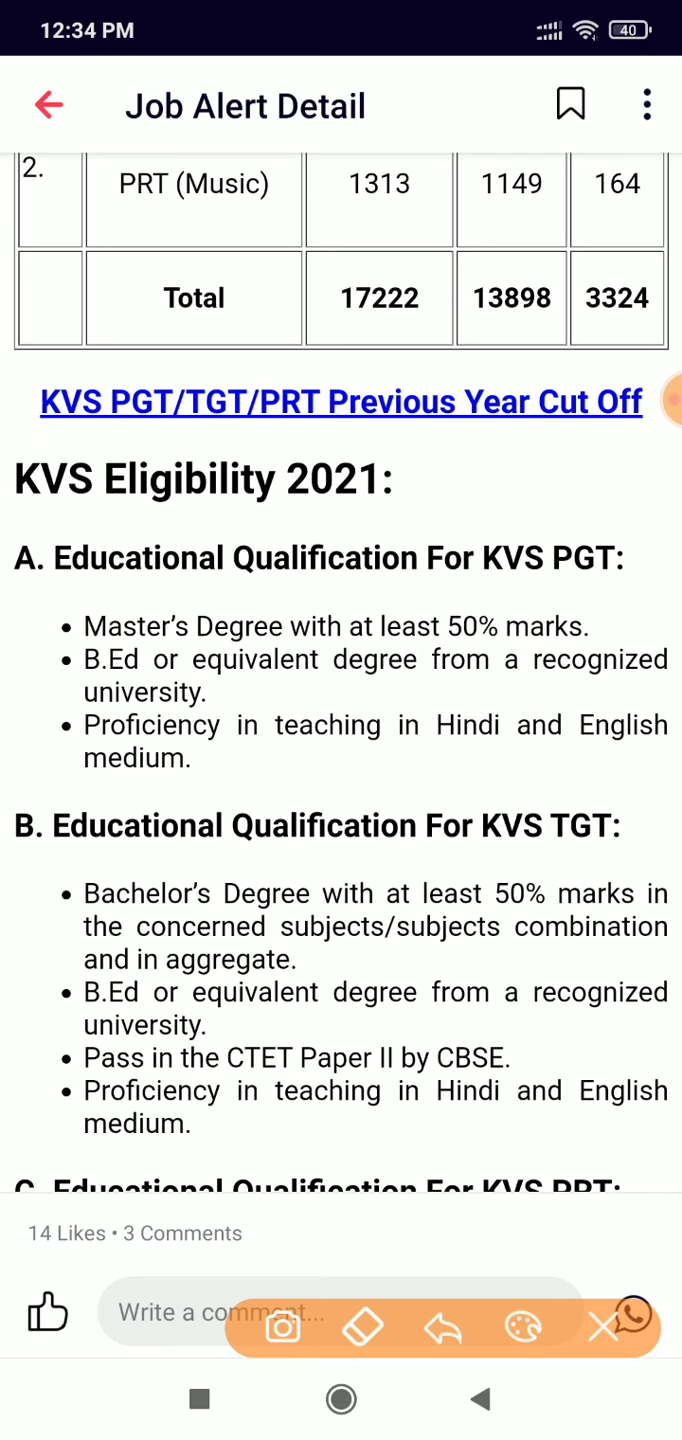 12:34 PM
40
Job Alert Detail
2.
PRT (Music) 1313 1149 164
Total 17222 13898 3324
KVS PGT/TGT/PRT Previous Year Cut Off
KVS Eligibility 2021:
A. Educational Qualification For KVS PGT:
• Master's Degree with at least 50% marks.
• B.Ed or equivalent degree from a recognized
university.
• Proficiency in teaching in Hindi and English
medium.
B. Educational Qualification For KVS TGT:
• Bachelor's Degree with at least 50% marks in
the concerned subjects/subjects combination
and in aggregate.
• B.Ed or equivalent degree from a recognized
university.
• Pass in the CTET Paper II by CBSE.
• Proficiency in teaching in Hindi and English
medium.
C. Educational Qualification For KVS PRT:
14 Likes • 3 Comments
Write a comment...